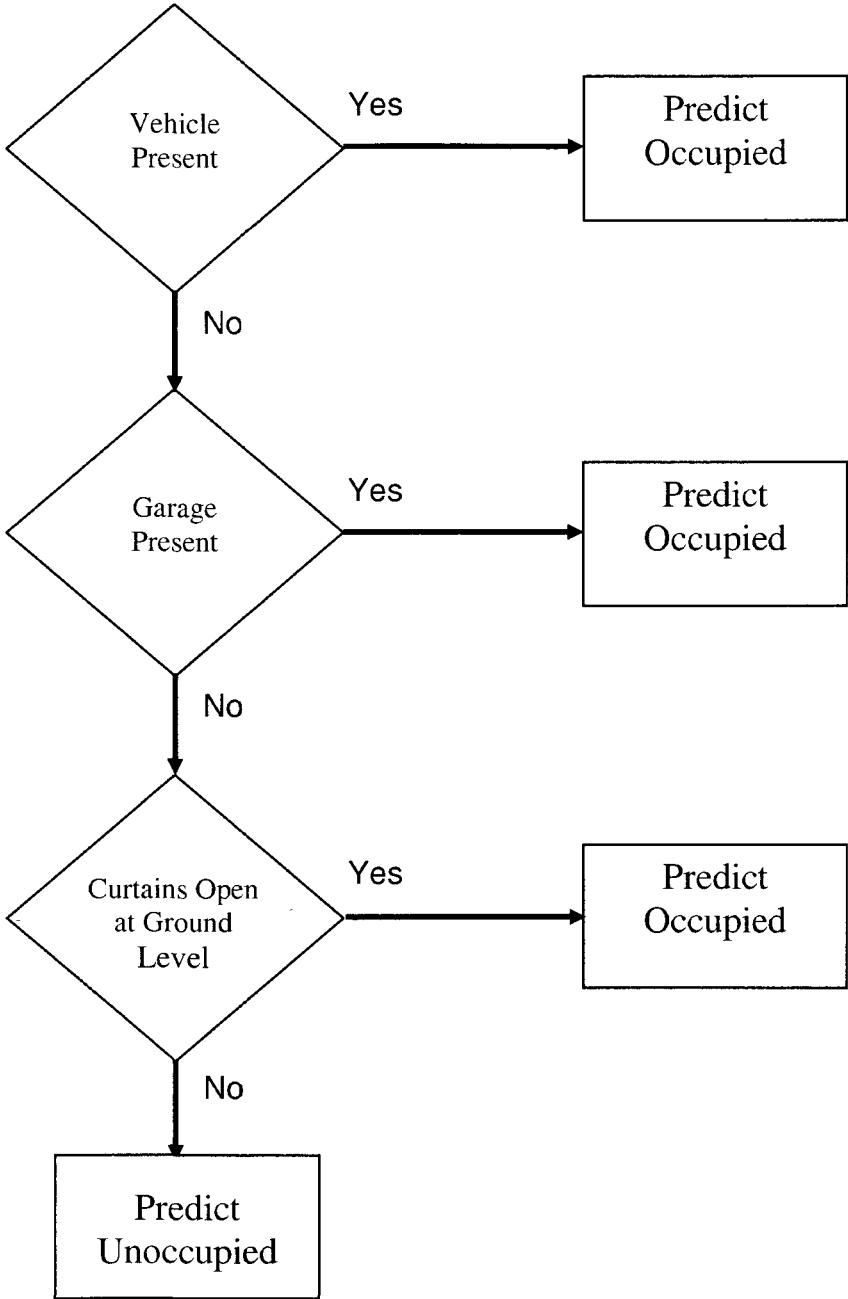 Vehicle
Present
Yes
Predict
Occupied
No
Garage
Present
Yes
Predict
Occupied
No
Curtains Open
at Ground
Level
Yes
Predict
Occupied
No
Predict
Unoccupied